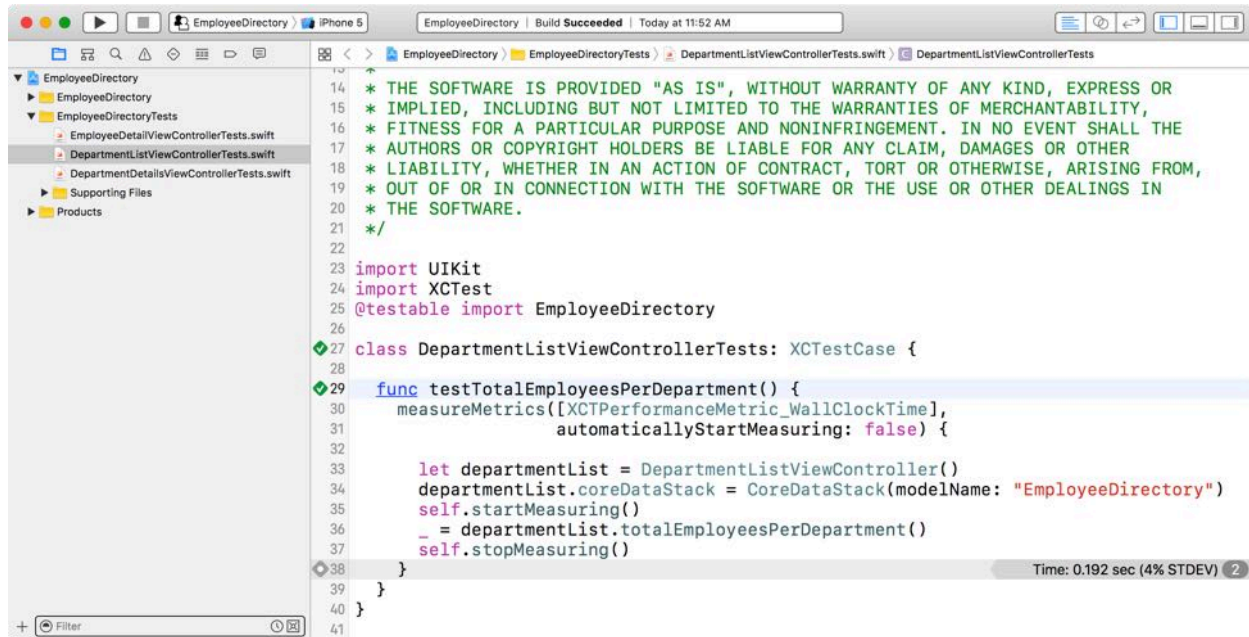 EmployeeDirectory
iPhone 5
EmployeeDirectory | Build Succeeded | Today at 11:52 AM
EmployeeDirectory
EmployeeDirectoryTests
DepartmentListViewControllerTests.swift
DepartmentListViewControllerTests
EmployeeDirectory
EmployeeDirectory
EmployeeDirectoryTests
EmployeeDetailViewControllerTests.swift
DepartmentListViewControllerTests.swift
DepartmentDetailsViewControllerTests.swift
Supporting Files
Products
Filter
13 *
14 * THE SOFTWARE IS PROVIDED "AS IS", WITHOUT WARRANTY OF ANY KIND, EXPRESS OR
15 * IMPLIED, INCLUDING BUT NOT LIMITED TO THE WARRANTIES OF MERCHANTABILITY,
16 * FITNESS FOR A PARTICULAR PURPOSE AND NONINFRINGEMENT. IN NO EVENT SHALL THE
17 * AUTHORS OR COPYRIGHT HOLDERS BE LIABLE FOR ANY CLAIM, DAMAGES OR OTHER
18 * LIABILITY, WHETHER IN AN ACTION OF CONTRACT, TORT OR OTHERWISE, ARISING FROM,
19 * OUT OF OR IN CONNECTION WITH THE SOFTWARE OR THE USE OR OTHER DEALINGS IN
20 * THE SOFTWARE.
21 */
22
23 import UIKit
24 import XCTest
25 @testable import EmployeeDirectory
26
27 class DepartmentListViewControllerTests: XCTestCase {
28
29 func testTotalEmployeesPerDepartment() {
30 measureMetrics([XCTPerformanceMetric_WallClockTime],
31 automaticallyStartMeasuring: false) {
32
33 let departmentList = DepartmentListViewController()
34 departmentList.coreDataStack = CoreDataStack(modelName: "EmployeeDirectory")
35 self.startMeasuring()
36 _ = departmentList.totalEmployeesPerDepartment()
37 self.stopMeasuring()
38 } Time: 0.192 sec (4% STDEV) 2
39 }
40 }
41